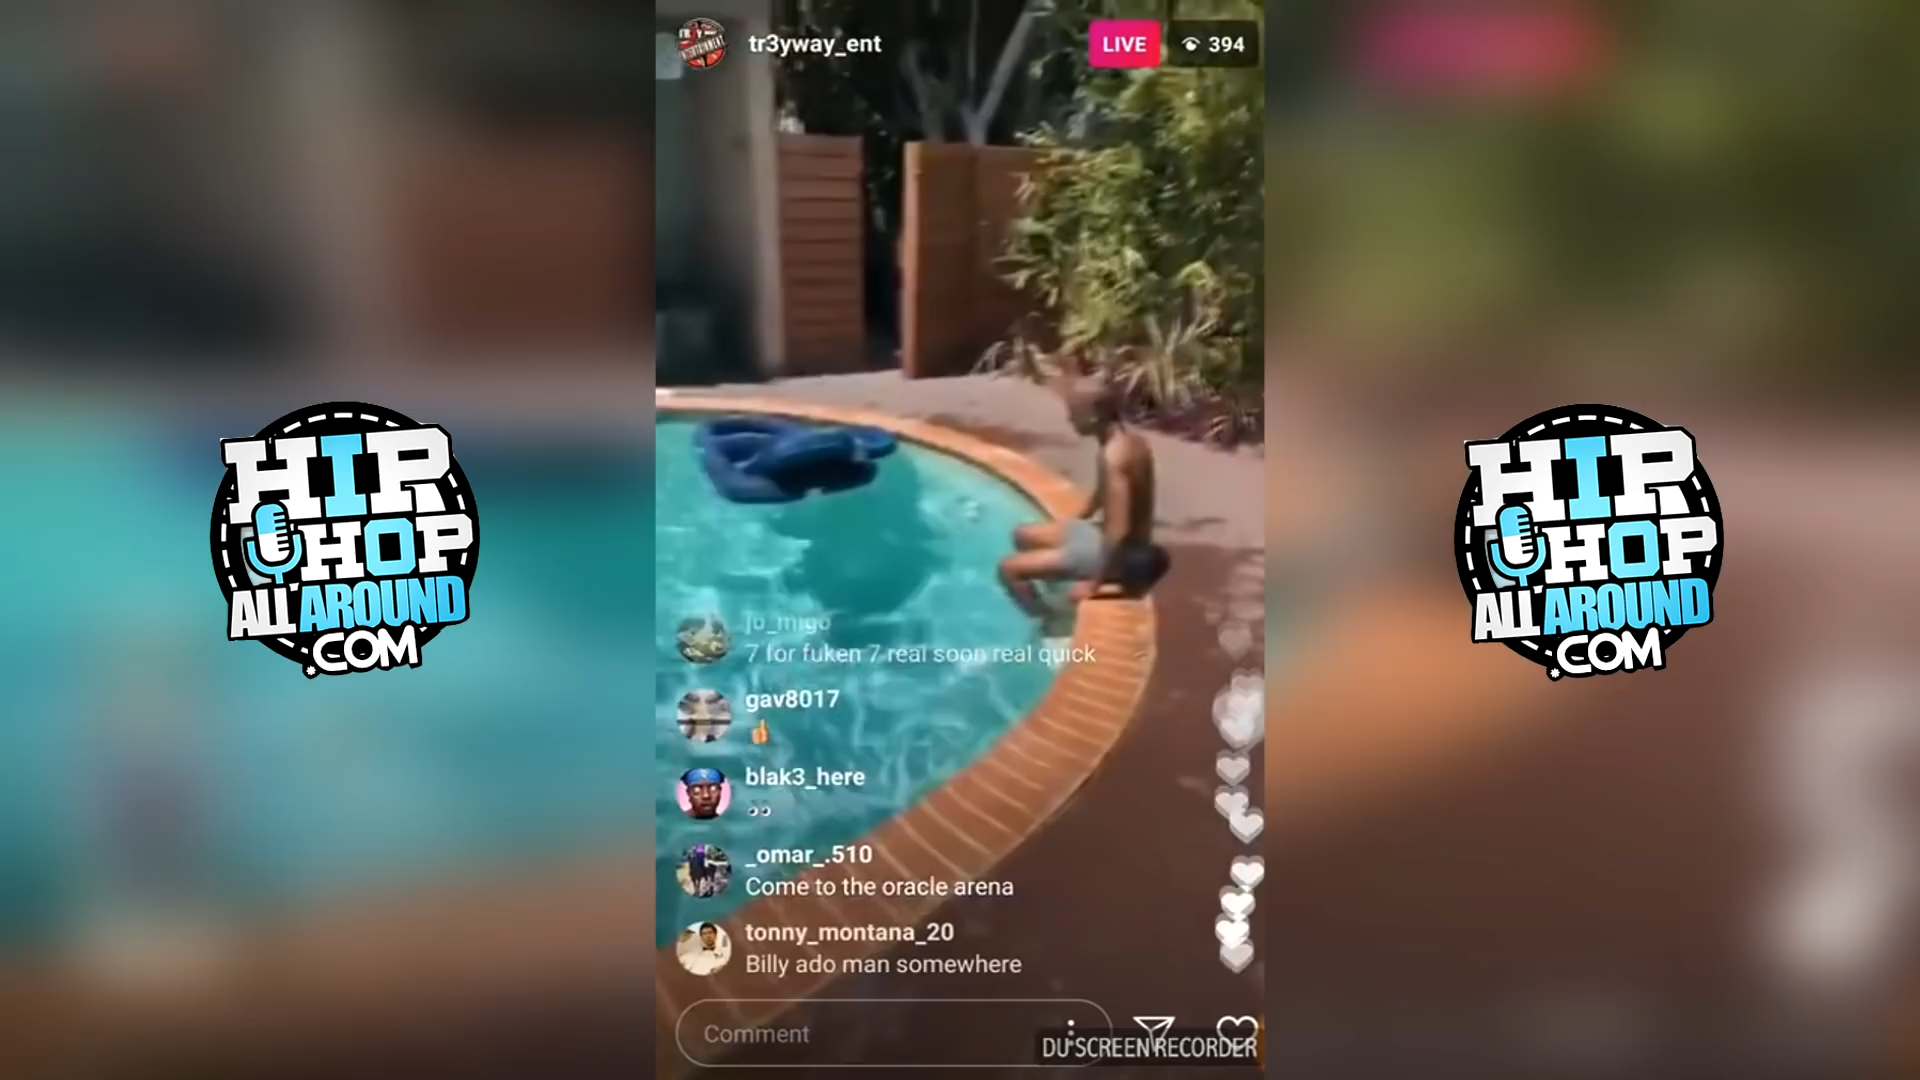 tr3yway_ent
LIVE
394
HIP
HOP
ALL AROUND
.COM
HIP
HOP
ALL AROUND
.COM
jo_migo
7 for fuken 7 real soon real quick
gav8017
👍
blak3_here
👀
_omar_.510
Come to the oracle arena
tonny_montana_20
Billy ado man somewhere
Comment
DU SCREEN RECORDER